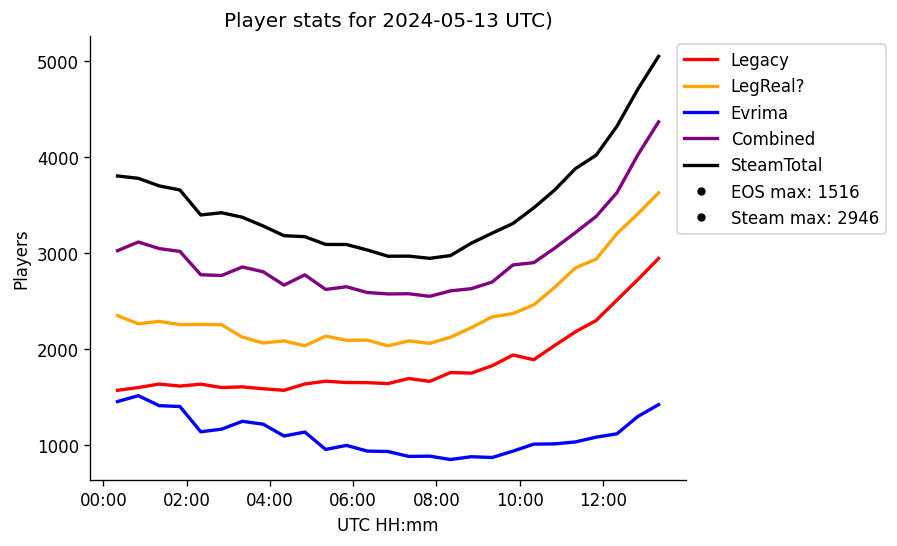 Player stats for 2024-05-13 UTC)
5000
4000
3000
2000
1000
Players
00:00 02:00 04:00 06:00 08:00 10:00 12:00
UTC HH:mm
Legacy
LegReal?
Evrima
Combined
SteamTotal
EOS max: 1516
Steam max: 2946